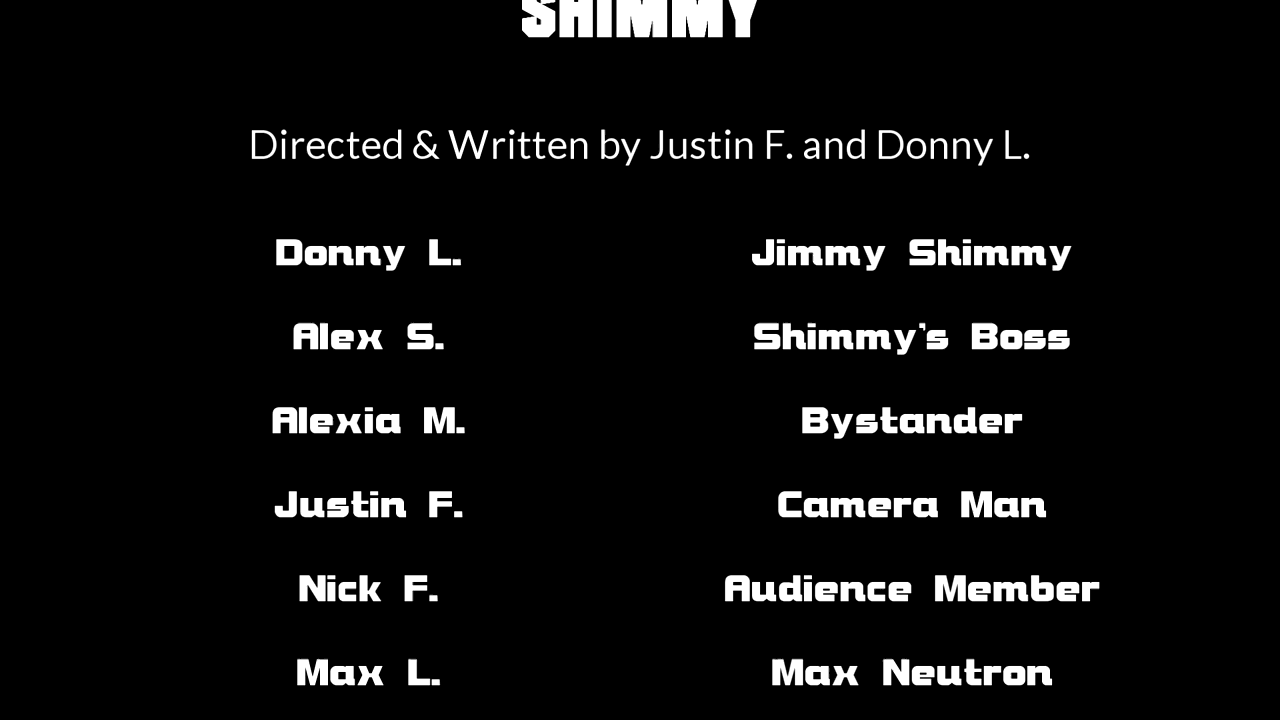 SHIMMY
Directed & Written by Justin F. and Donny L.
Donny L. Jimmy Shimmy
Alex S. Shimmy's Boss
Alexia M. Bystander
Justin F. Camera Man
Nick F. Audience Member
Max L. Max Neutron